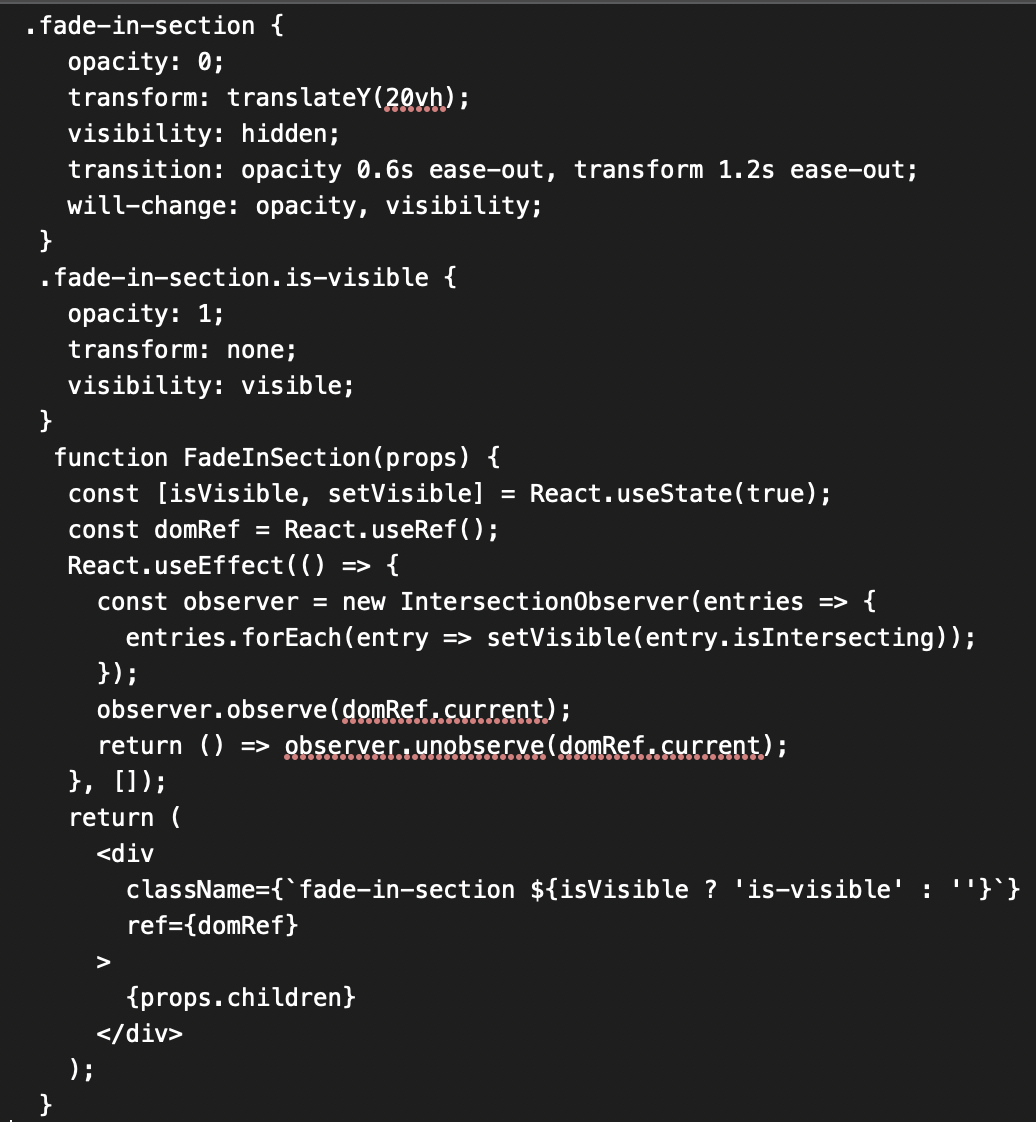 .fade-in-section {
   opacity: 0;
   transform: translateY(20vh);
   visibility: hidden;
   transition: opacity 0.6s ease-out, transform 1.2s ease-out;
   will-change: opacity, visibility;
 }
 .fade-in-section.is-visible {
   opacity: 1;
   transform: none;
   visibility: visible;
 }
  function FadeInSection(props) {
   const [isVisible, setVisible] = React.useState(true);
   const domRef = React.useRef();
   React.useEffect(() => {
     const observer = new IntersectionObserver(entries => {
       entries.forEach(entry => setVisible(entry.isIntersecting));
     });
     observer.observe(domRef.current);
     return () => observer.unobserve(domRef.current);
   }, []);
   return (
     <div
       className={`fade-in-section ${isVisible ? 'is-visible' : ''}`}
       ref={domRef}
     >
       {props.children}
     </div>
   );
 }